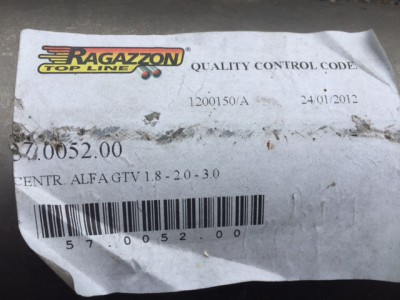 RAGAZZON
TOP LINE
QUALITY CONTROL CODE
1200150/A 24/01/2012
57.0052.00
CENTR. ALFA GTV 1.8 - 2.0 - 3.0
57.0052.00